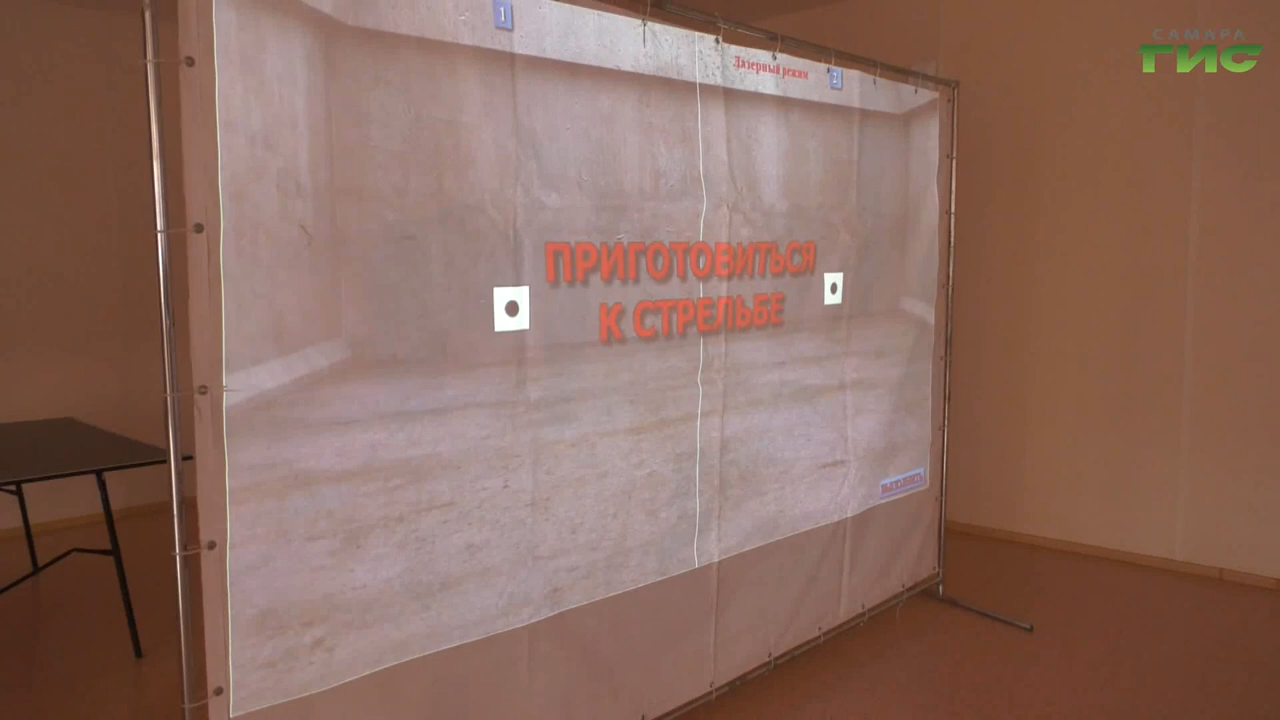 САМАРА
ГИС
1
Лазерный режим
2
ПРИГОТОВИТЬСЯ
К СТРЕЛЬБЕ